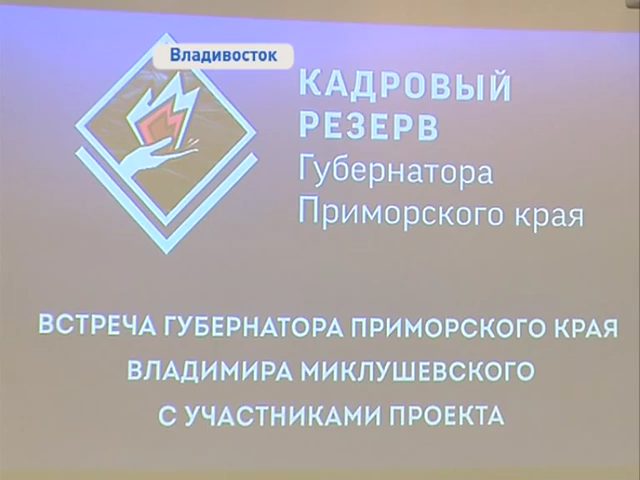 Владивосток
КАДРОВЫЙ
РЕЗЕРВ
Губернатора
Приморского края
ВСТРЕЧА ГУБЕРНАТОРА ПРИМОРСКОГО КРАЯ
ВЛАДИМИРА МИКЛУШЕВСКОГО
С УЧАСТНИКАМИ ПРОЕКТА